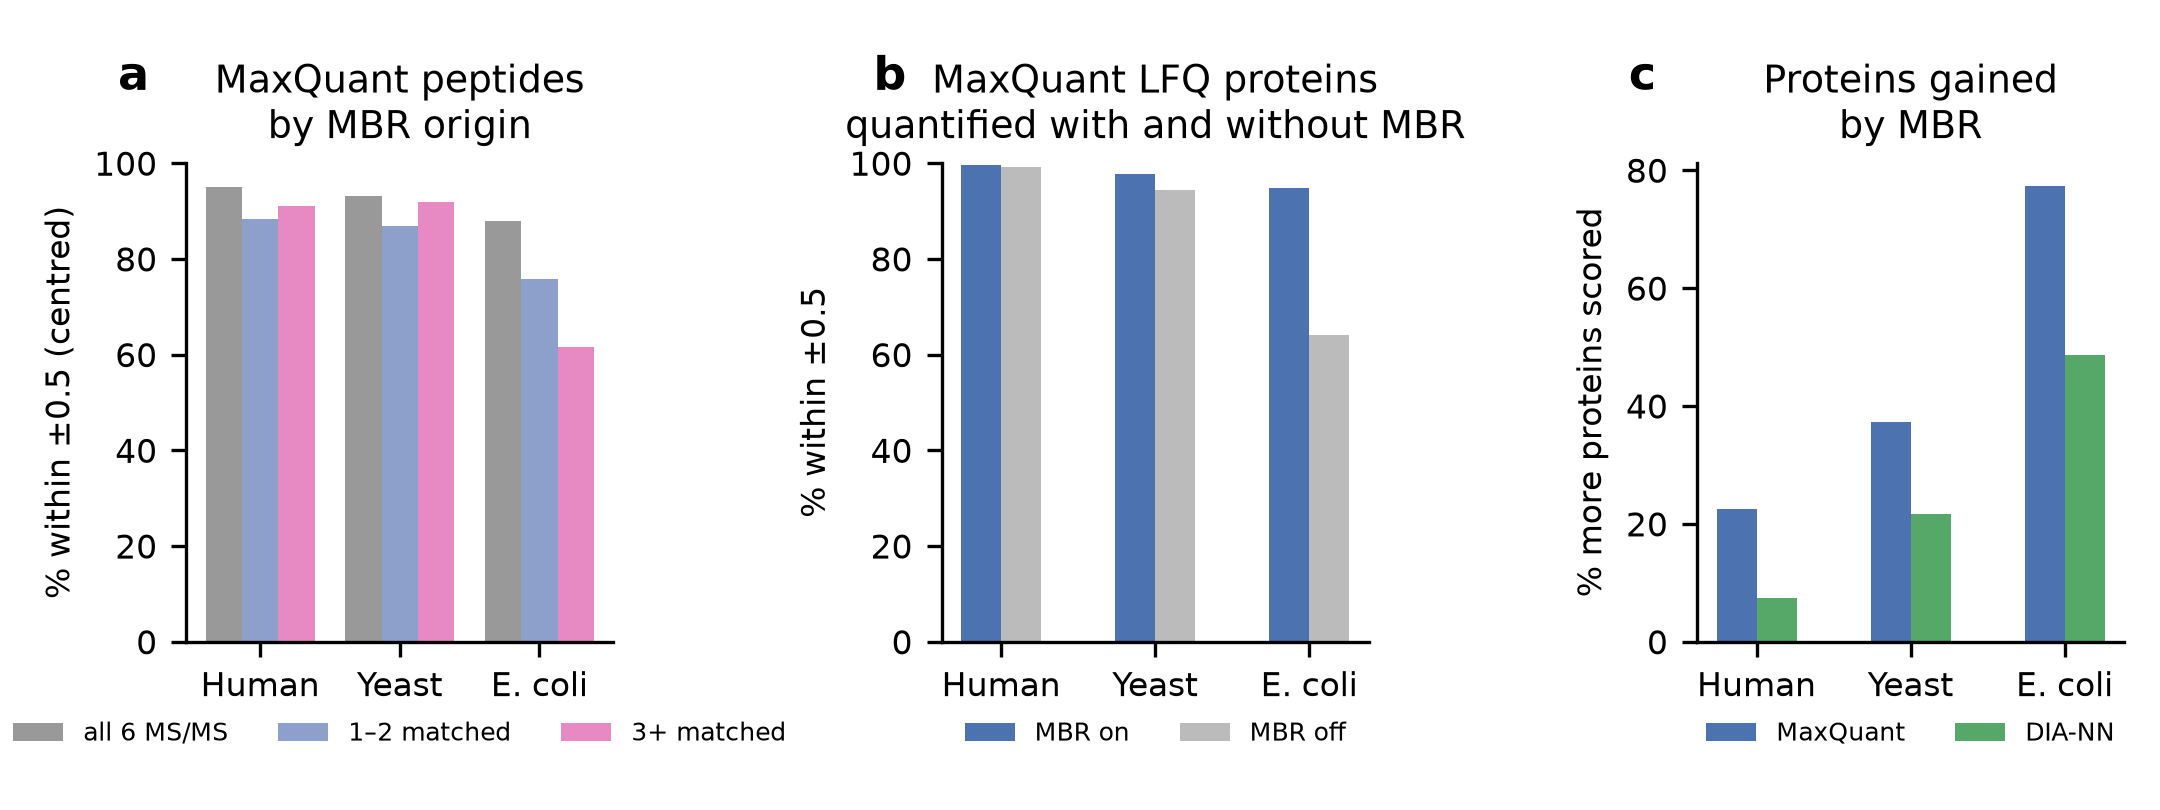 a
MaxQuant peptides
by MBR origin
% within ±0.5 (centred)
100
80
60
40
20
0
Human Yeast E. coli
all 6 MS/MS 1–2 matched 3+ matched
b
MaxQuant LFQ proteins
quantified with and without MBR
% within ±0.5
100
80
60
40
20
0
Human Yeast E. coli
MBR on MBR off
c
Proteins gained
by MBR
% more proteins scored
80
60
40
20
0
Human Yeast E. coli
MaxQuant DIA-NN